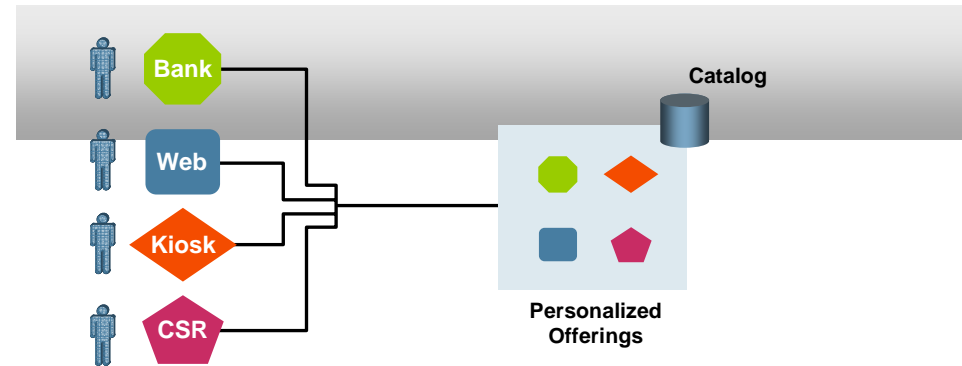 Bank
Catalog
Web
Kiosk
CSR
Personalized
Offerings